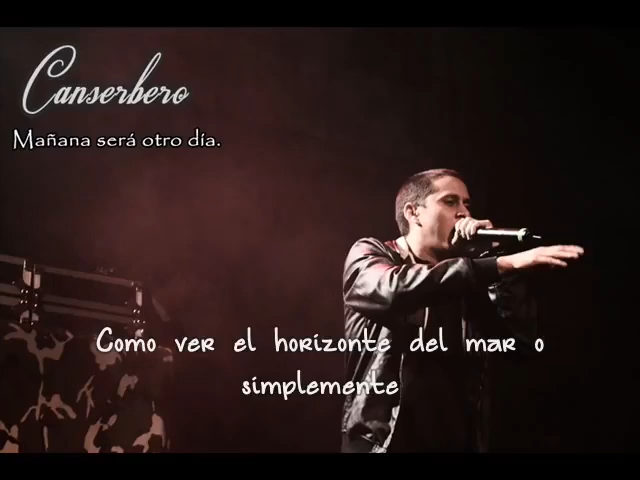 Canserbero
Mañana será otro día.
Como ver el horizonte del mar o
simplemente